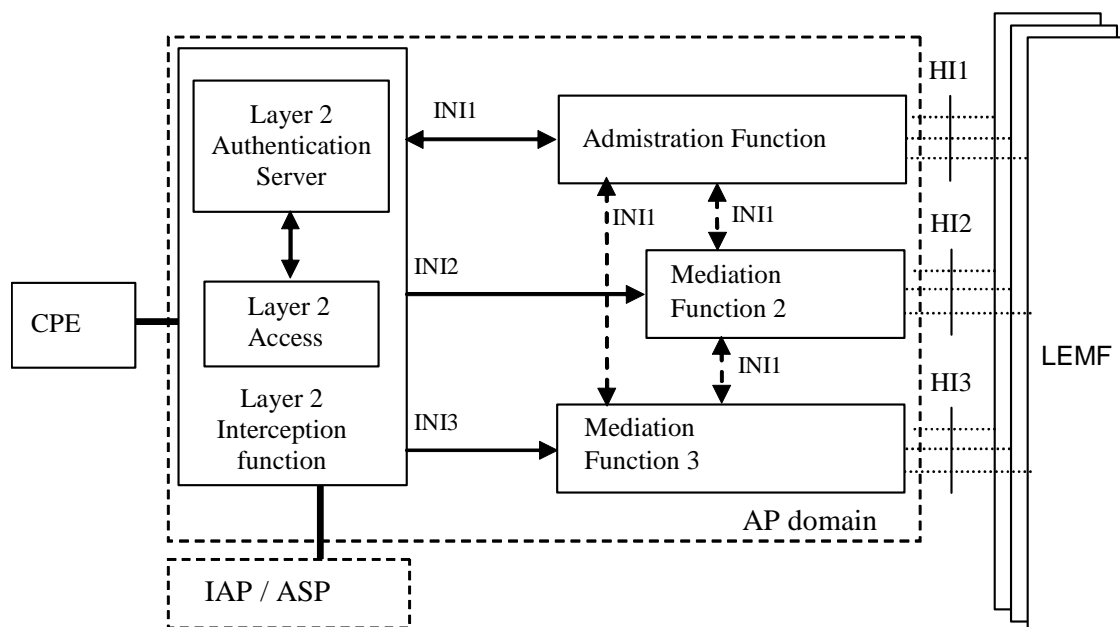 HI1
INI1
Layer 2
Authentication
Server
Admistration Function
INI1
INI1
HI2
INI2
Mediation
Function 2
CPE
Layer 2
Access
LEMF
INI1
HI3
Layer 2
Interception
function
INI3
Mediation
Function 3
AP domain
IAP / ASP